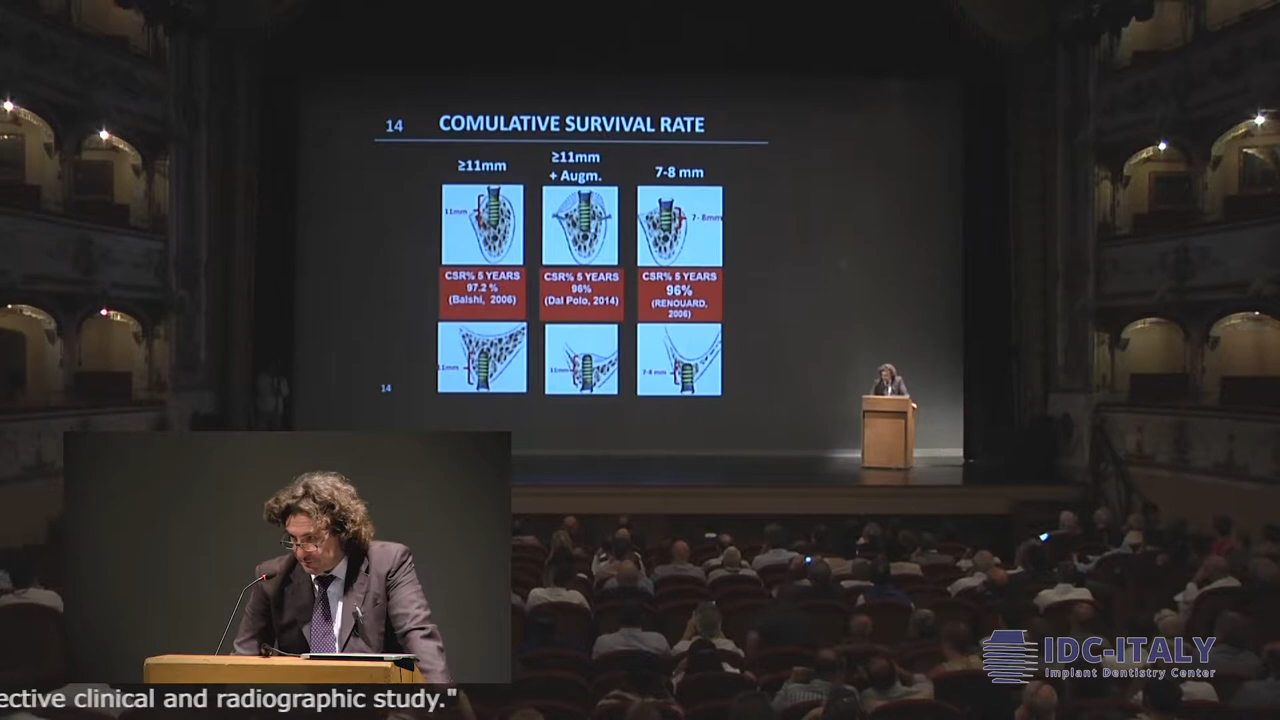 14 COMULATIVE SURVIVAL RATE
≥11mm
≥11mm
+ Augm.
7-8 mm
11mm
7- 8mm
CSR% 5 YEARS
97.2 %
(Balshi, 2006)
CSR% 5 YEARS
96%
(Dal Polo, 2014)
CSR% 5 YEARS
96%
(RENOUARD,
2006)
11mm
11mm
7-8 mm
14
IDC-ITALY
Implant Dentistry Center
ective clinical and radiographic study."